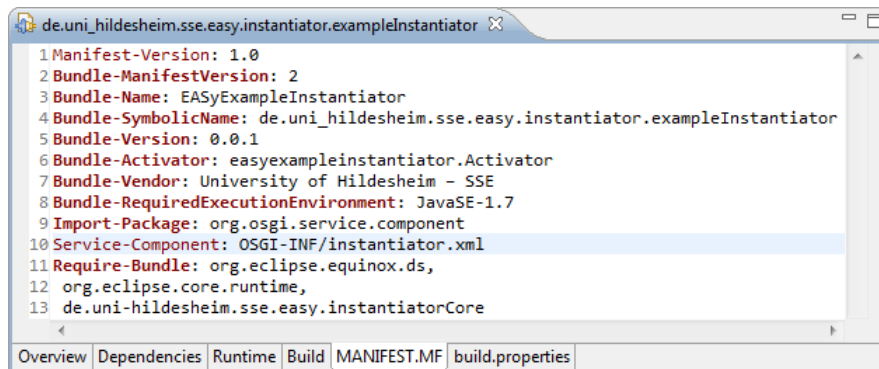 de.uni_hildesheim.sse.easy.instantiator.exampleInstantiator
1 Manifest-Version: 1.0
2 Bundle-ManifestVersion: 2
3 Bundle-Name: EASyExampleInstantiator
4 Bundle-SymbolicName: de.uni_hildesheim.sse.easy.instantiator.exampleInstantiator
5 Bundle-Version: 0.0.1
6 Bundle-Activator: easyexampleinstantiator.Activator
7 Bundle-Vendor: University of Hildesheim – SSE
8 Bundle-RequiredExecutionEnvironment: JavaSE-1.7
9 Import-Package: org.osgi.service.component
10 Service-Component: OSGI-INF/instantiator.xml
11 Require-Bundle: org.eclipse.equinox.ds,
12 org.eclipse.core.runtime,
13 de.uni-hildesheim.sse.easy.instantiatorCore
Overview Dependencies Runtime Build MANIFEST.MF build.properties